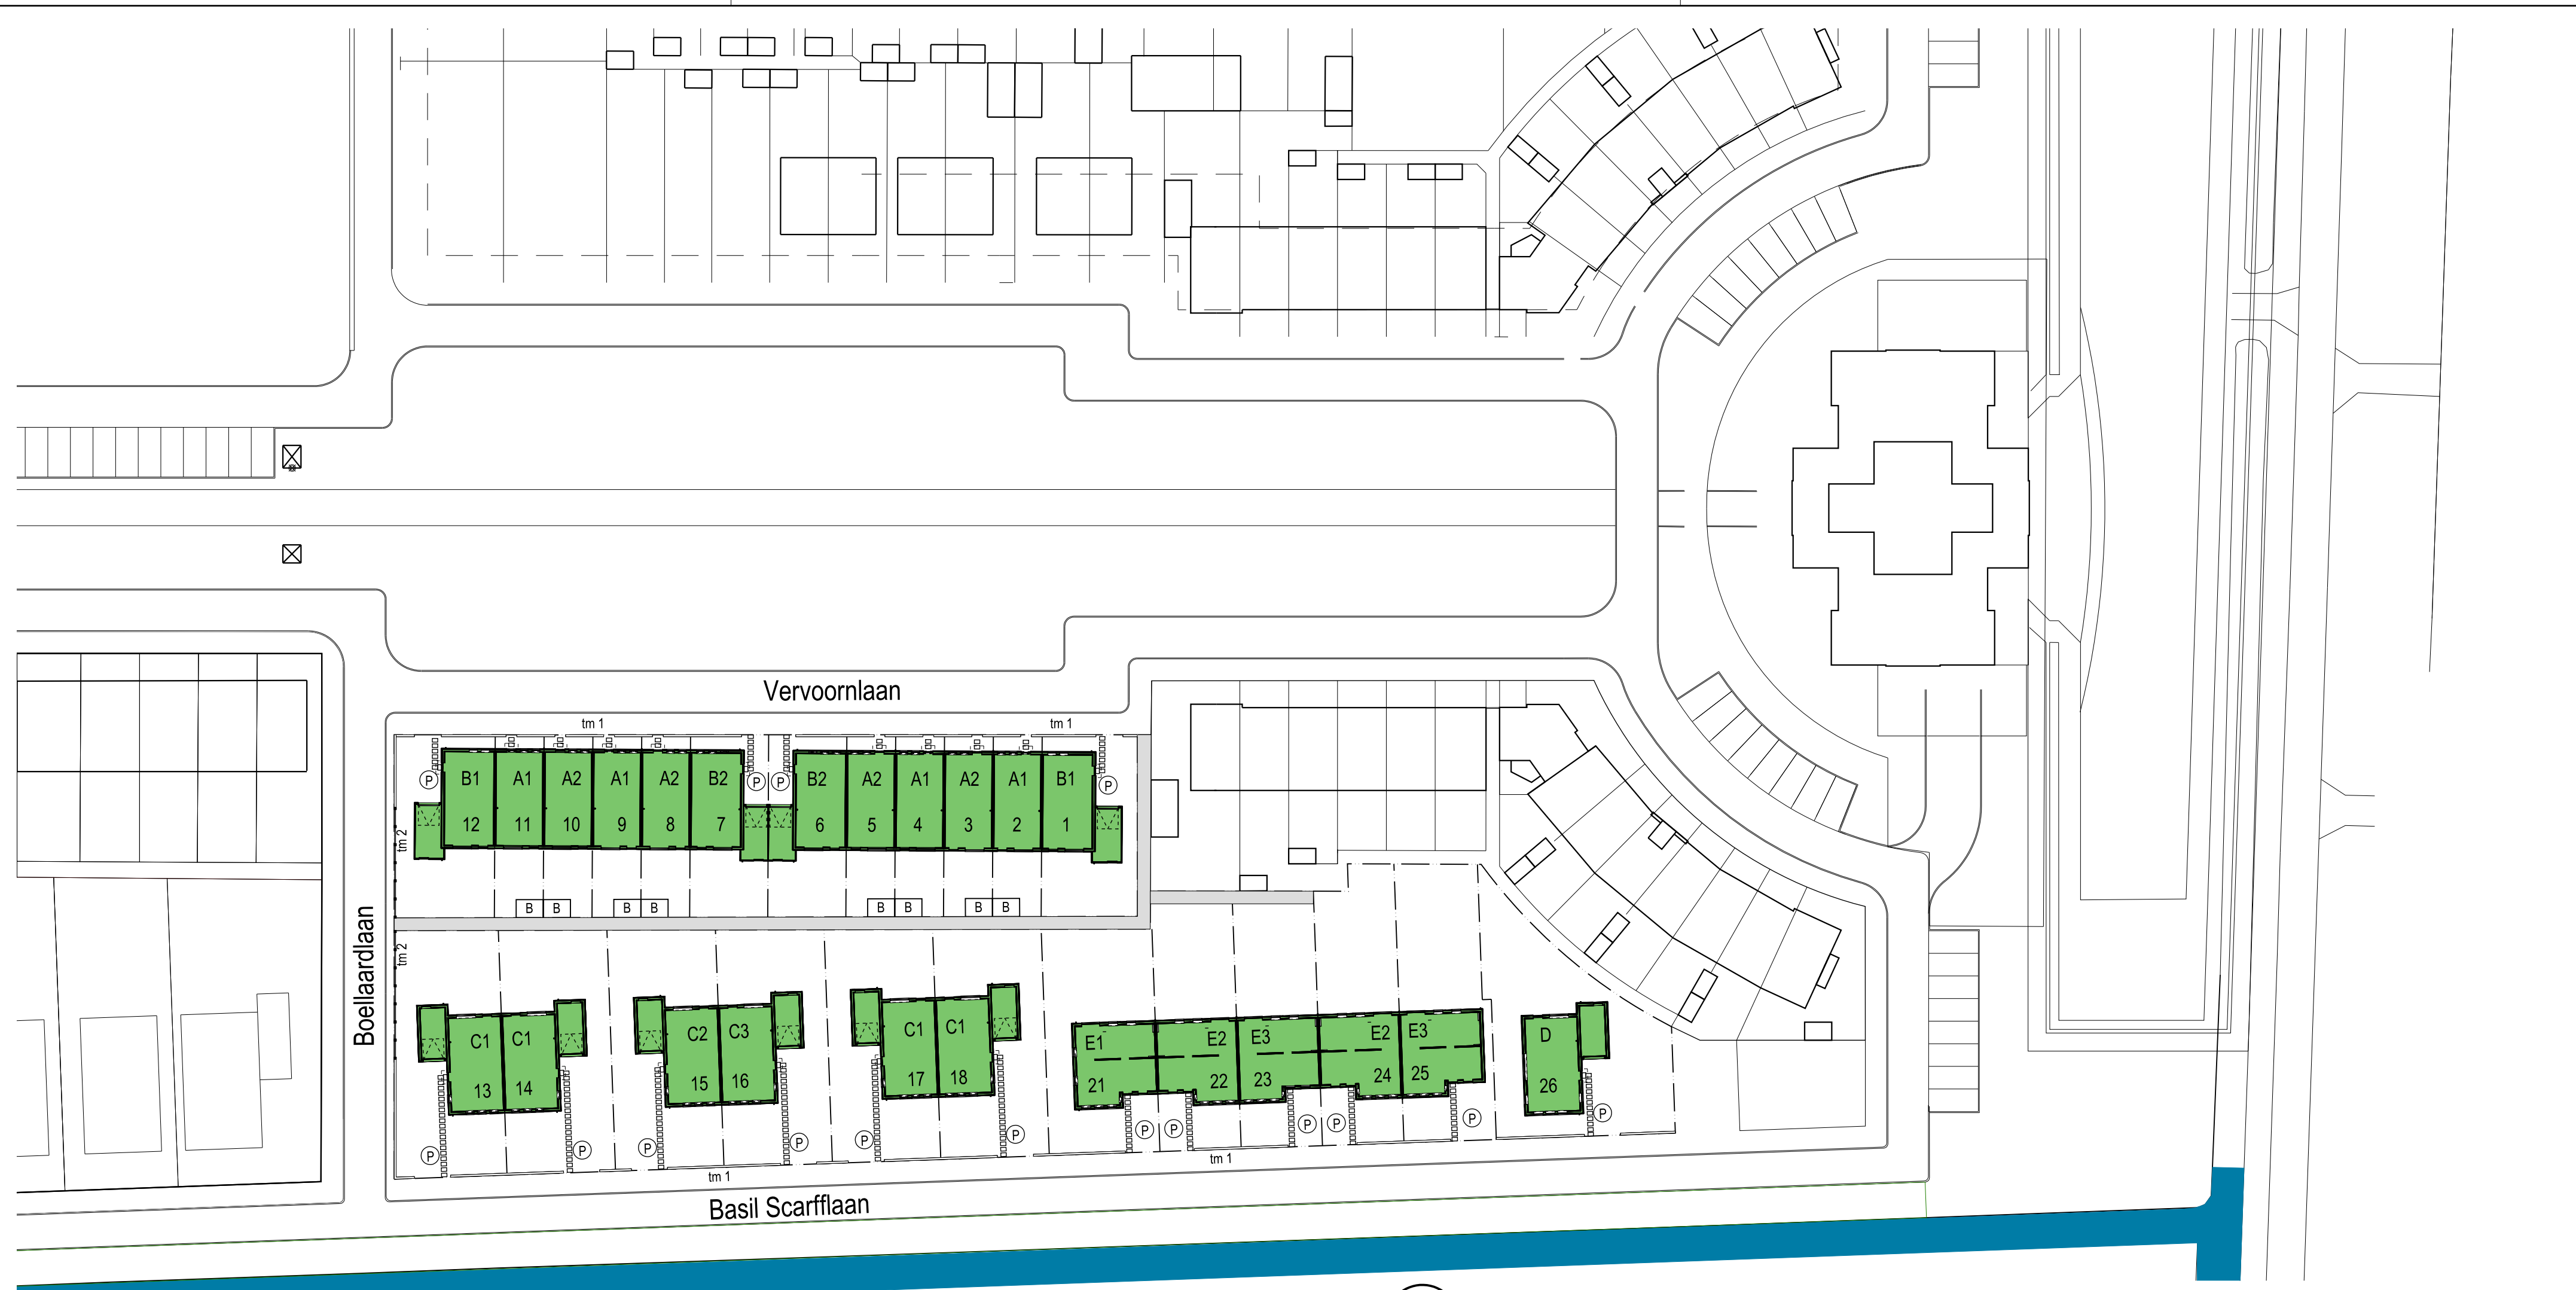 Vervoornlaan
tm 1
tm 1
P
P
P
P
B1
A1
A2
A1
A2
B2
B2
A2
A1
A2
A1
B1
12
11
10
9
8
7
6
5
4
3
2
1
tm 2
B
B
B
B
B
B
B
B
Boellaardlaan
tm 2
C1
C1
C2
C3
C1
C1
E1
E2
E3
E2
E3
D
13
14
15
16
17
18
21
22
23
24
25
26
P
P
P
P
P
P
P
P
P
P
P
P
tm 1
tm 1
Basil Scarfflaan